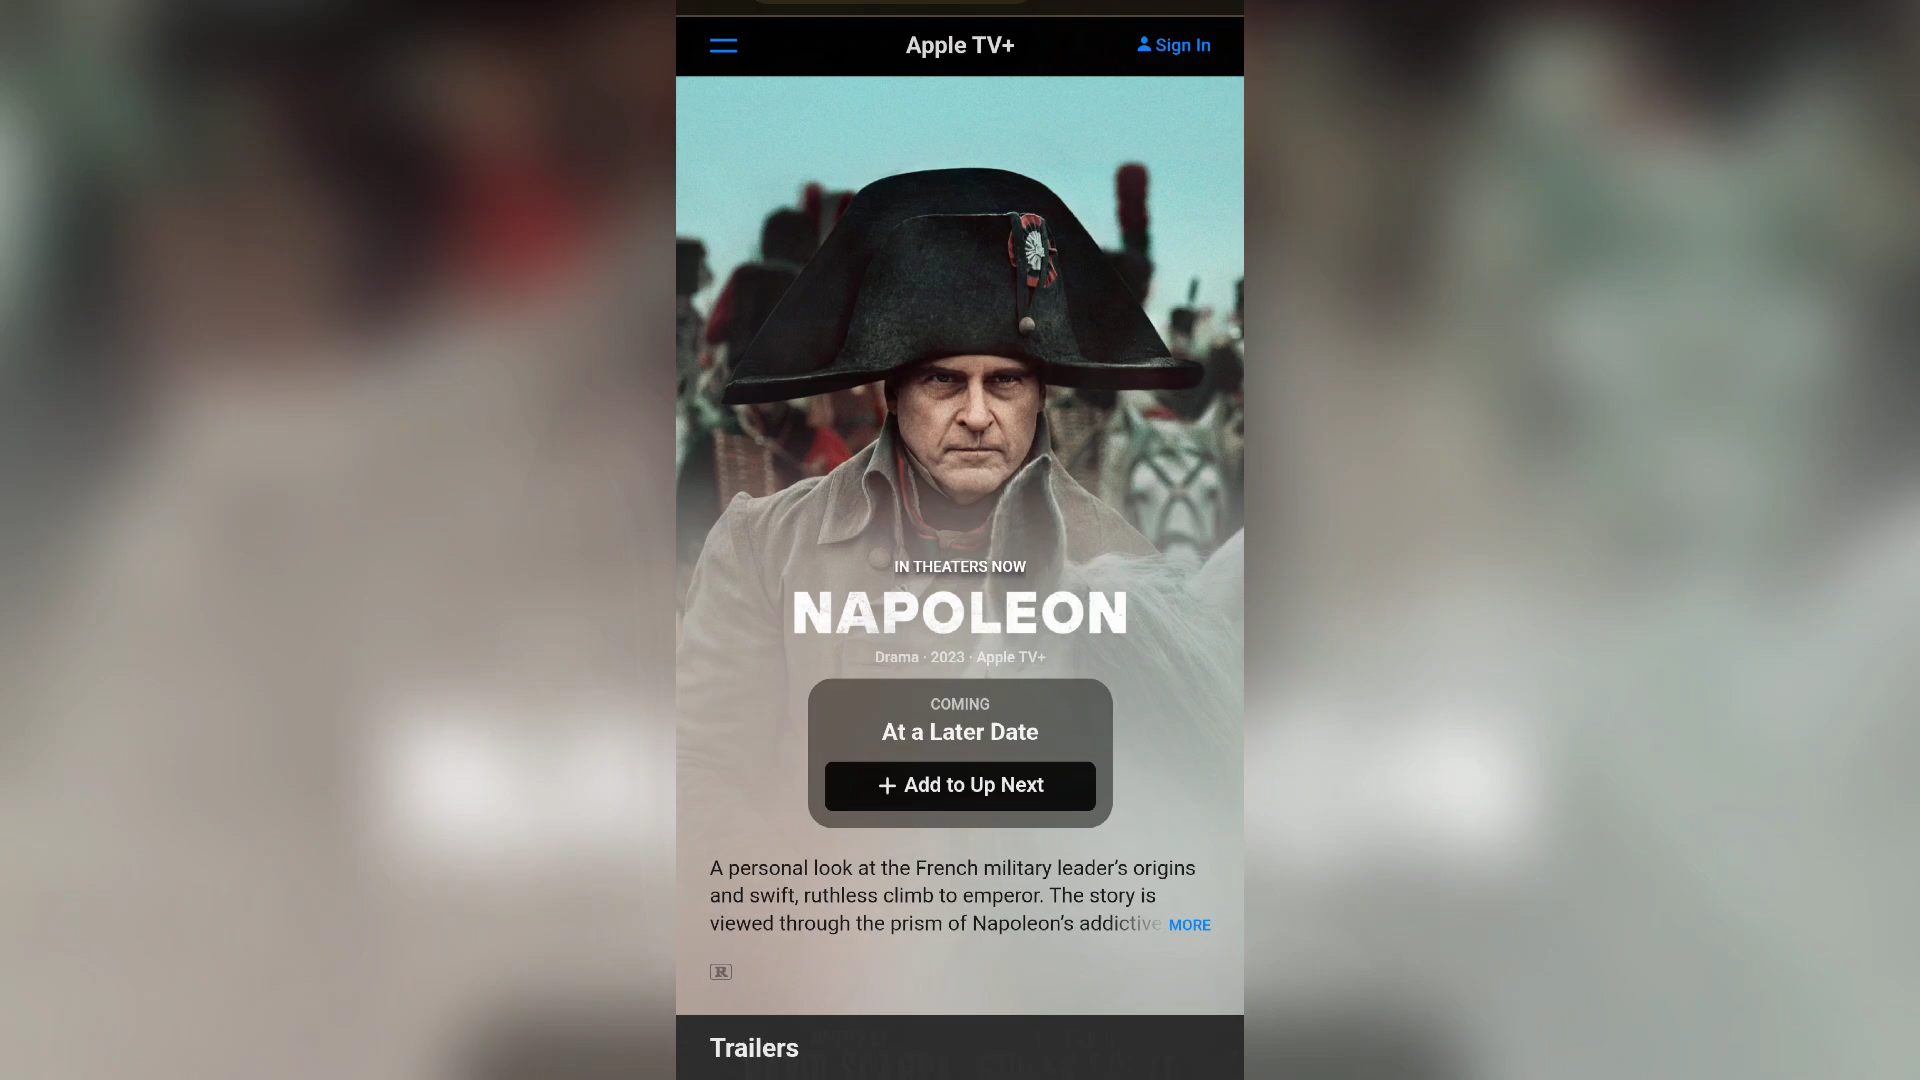 Apple TV+
Sign In
IN THEATERS NOW
NAPOLEON
Drama · 2023 · Apple TV+
COMING
At a Later Date
+ Add to Up Next
A personal look at the French military leader’s origins
and swift, ruthless climb to emperor. The story is
viewed through the prism of Napoleon’s addictive MORE
R
Trailers